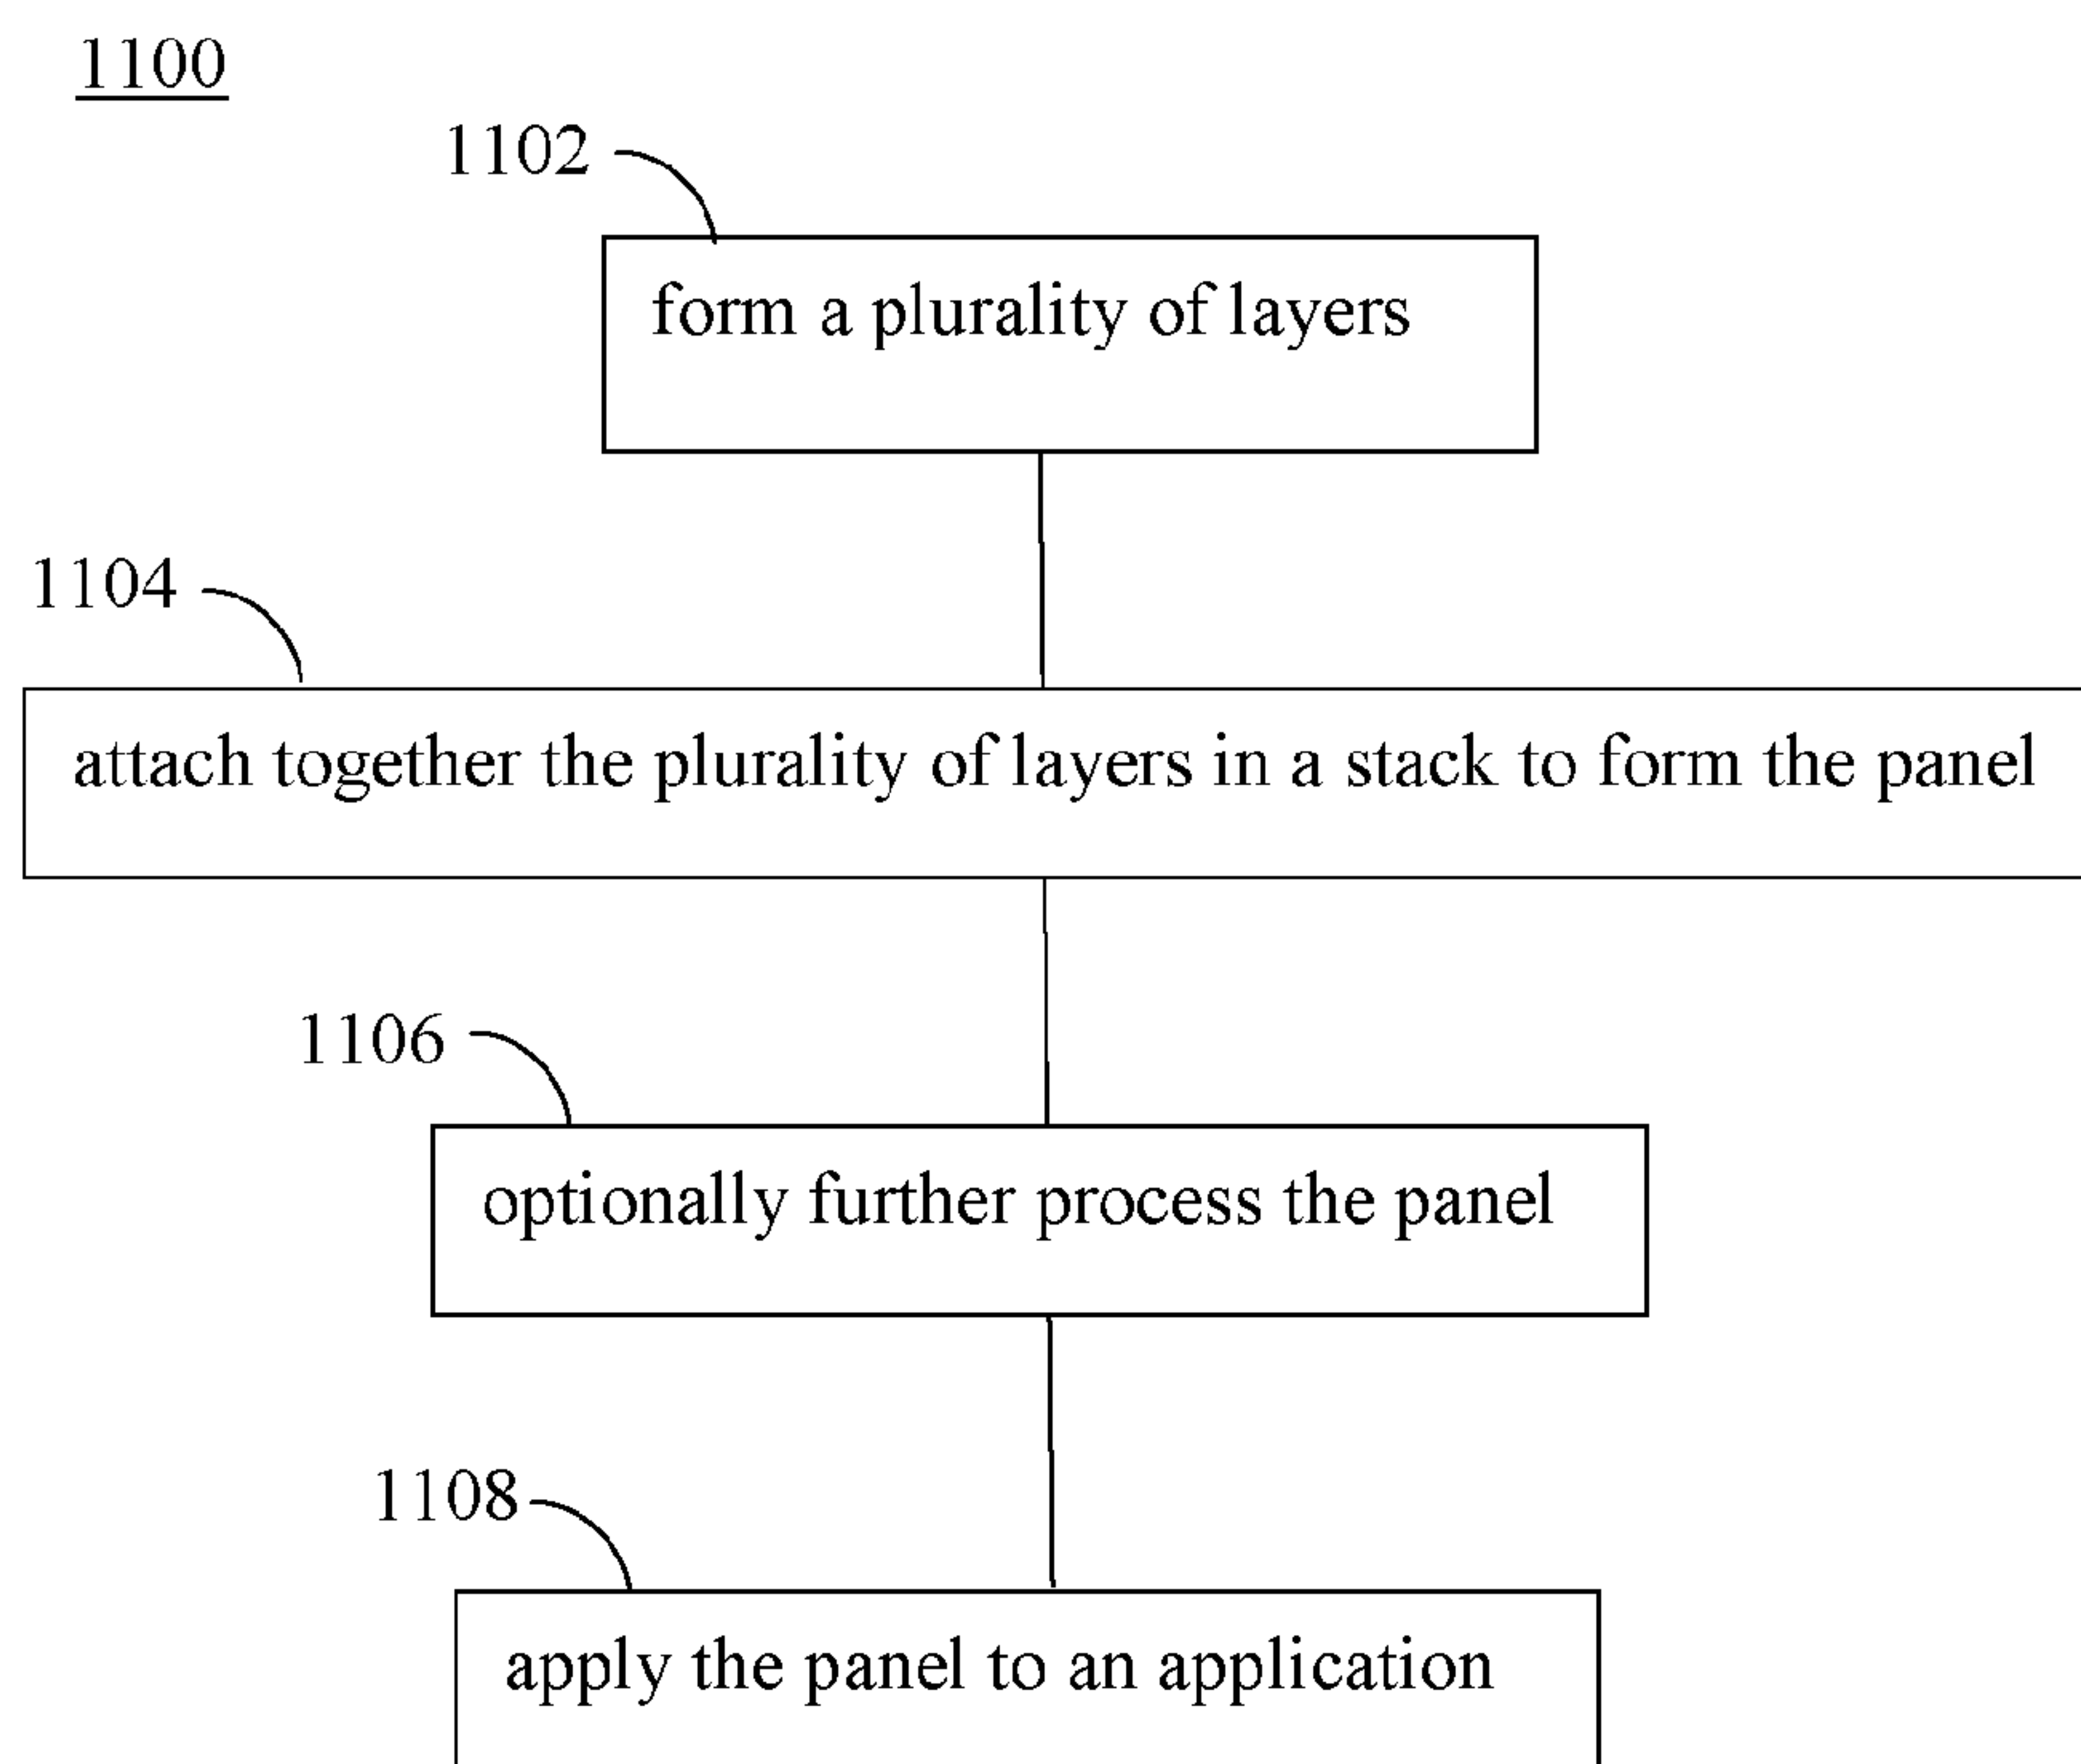 1100
1102
form a plurality of layers
1104
attach together the plurality of layers in a stack to form the panel
1106
optionally further process the panel
1108
apply the panel to an application